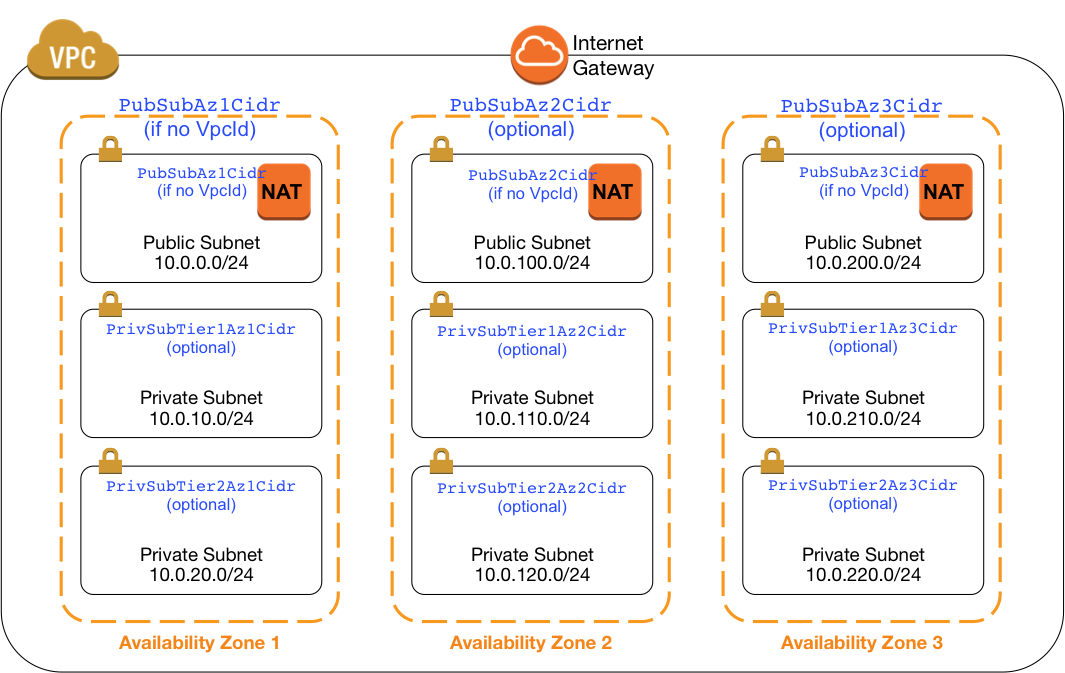 VPC
Internet
Gateway
PubSubAz1Cidr
(if no VpcId)
PubSubAz1Cidr
(if no VpcId)
NAT
Public Subnet
10.0.0.0/24
PrivSubTier1Az1Cidr
(optional)
Private Subnet
10.0.10.0/24
PrivSubTier2Az1Cidr
(optional)
Private Subnet
10.0.20.0/24
Availability Zone 1
PubSubAz2Cidr
(optional)
PubSubAz2Cidr
(if no VpcId)
NAT
Public Subnet
10.0.100.0/24
PrivSubTier1Az2Cidr
(optional)
Private Subnet
10.0.110.0/24
PrivSubTier2Az2Cidr
(optional)
Private Subnet
10.0.120.0/24
Availability Zone 2
PubSubAz3Cidr
(optional)
PubSubAz3Cidr
(if no VpcId)
NAT
Public Subnet
10.0.200.0/24
PrivSubTier1Az3Cidr
(optional)
Private Subnet
10.0.210.0/24
PrivSubTier2Az3Cidr
(optional)
Private Subnet
10.0.220.0/24
Availability Zone 3